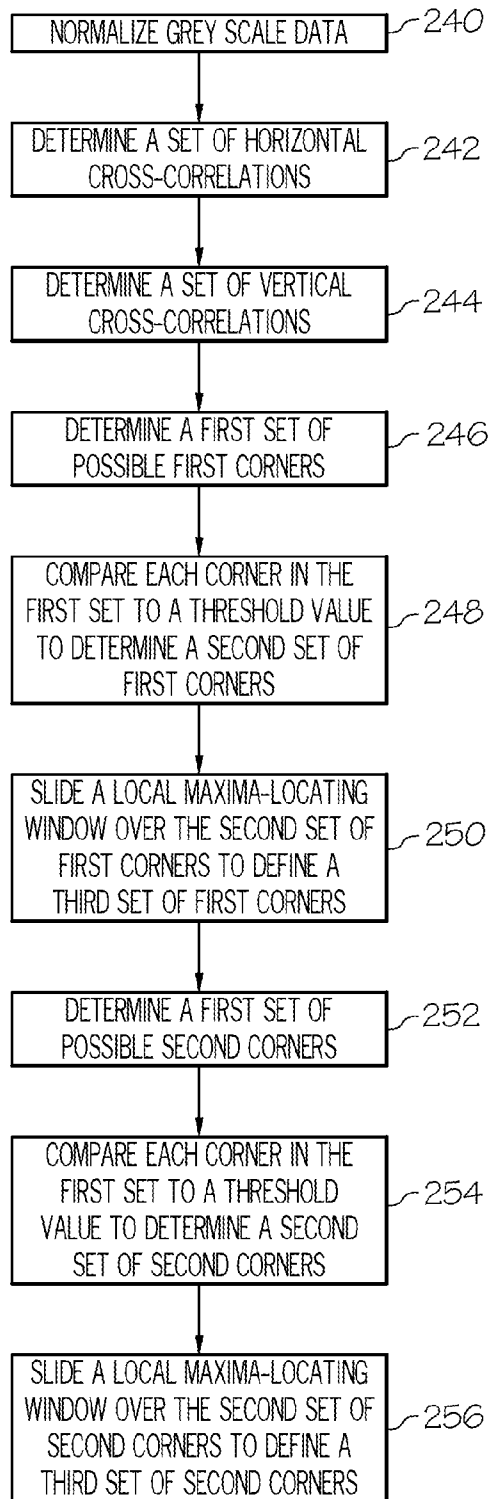 NORMALIZE GREY SCALE DATA
240
DETERMINE A SET OF HORIZONTAL
CROSS-CORRELATIONS
242
DETERMINE A SET OF VERTICAL
CROSS-CORRELATIONS
244
DETERMINE A FIRST SET OF
POSSIBLE FIRST CORNERS
246
COMPARE EACH CORNER IN THE
FIRST SET TO A THRESHOLD VALUE
TO DETERMINE A SECOND SET OF
FIRST CORNERS
248
SLIDE A LOCAL MAXIMA-LOCATING
WINDOW OVER THE SECOND SET OF
FIRST CORNERS TO DEFINE A
THIRD SET OF FIRST CORNERS
250
DETERMINE A FIRST SET OF
POSSIBLE SECOND CORNERS
252
COMPARE EACH CORNER IN THE
FIRST SET TO A THRESHOLD
VALUE TO DETERMINE A SECOND
SET OF SECOND CORNERS
254
SLIDE A LOCAL MAXIMA-LOCATING
WINDOW OVER THE SECOND SET OF
SECOND CORNERS TO DEFINE A
THIRD SET OF SECOND CORNERS
256